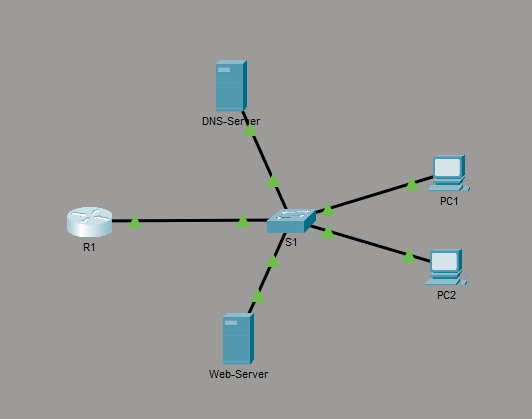 DNS-Server
PC1
R1
S1
PC2
Web-Server